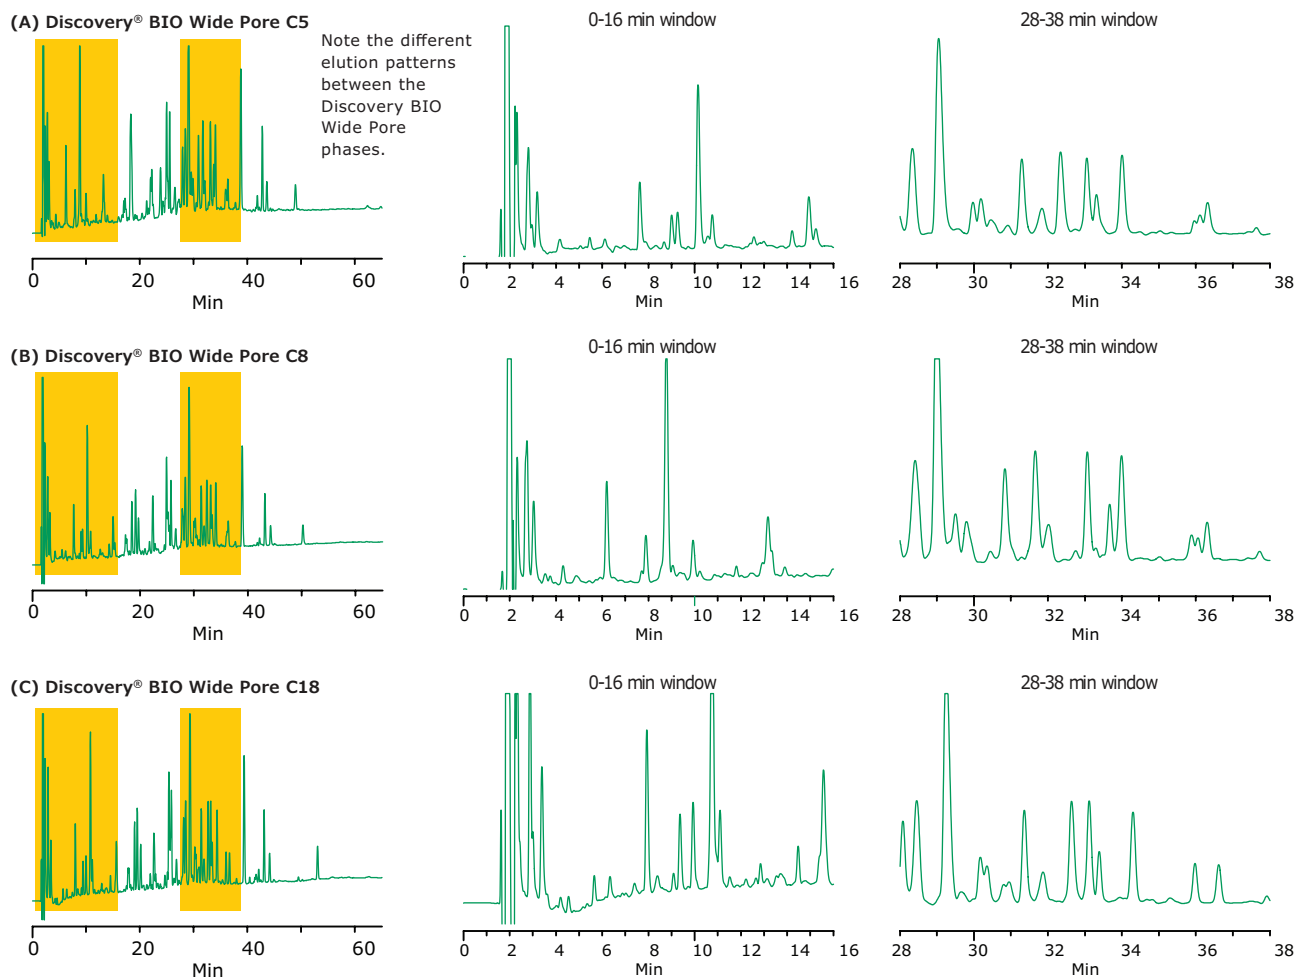 (A) Discovery® BIO Wide Pore C5
Note the different
elution patterns
between the
Discovery BIO
Wide Pore
phases.
0 20 40 60
Min
0-16 min window
0 2 4 6 8 10 12 14 16
Min
28-38 min window
28 30 32 34 36 38
Min
(B) Discovery® BIO Wide Pore C8
0 20 40 60
Min
0-16 min window
0 2 4 6 8 10 12 14 16
Min
28-38 min window
28 30 32 34 36 38
Min
(C) Discovery® BIO Wide Pore C18
0 20 40 60
Min
0-16 min window
0 2 4 6 8 10 12 14 16
Min
28-38 min window
28 30 32 34 36 38
Min